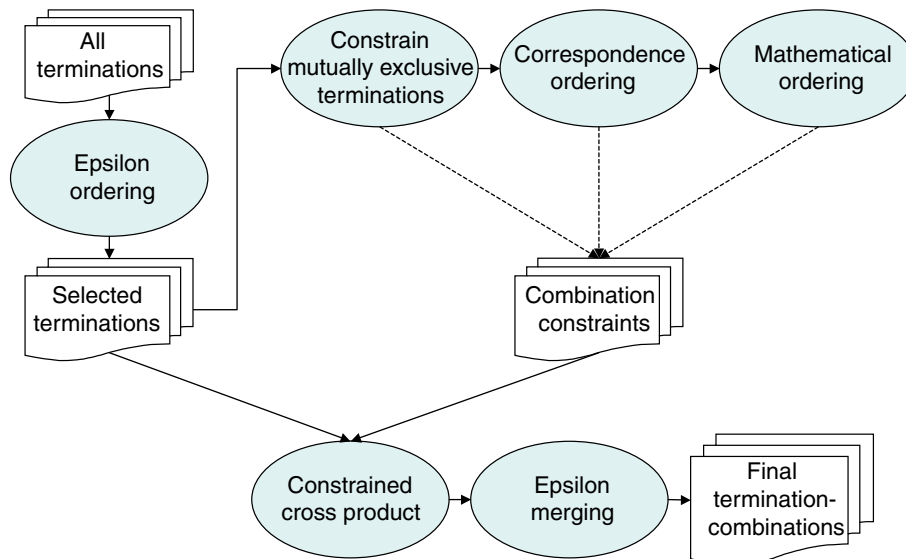 All
terminations
Constrain
mutually exclusive
terminations
Correspondence
ordering
Mathematical
ordering
Epsilon
ordering
Selected
terminations
Combination
constraints
Constrained
cross product
Epsilon
merging
Final
termination-
combinations